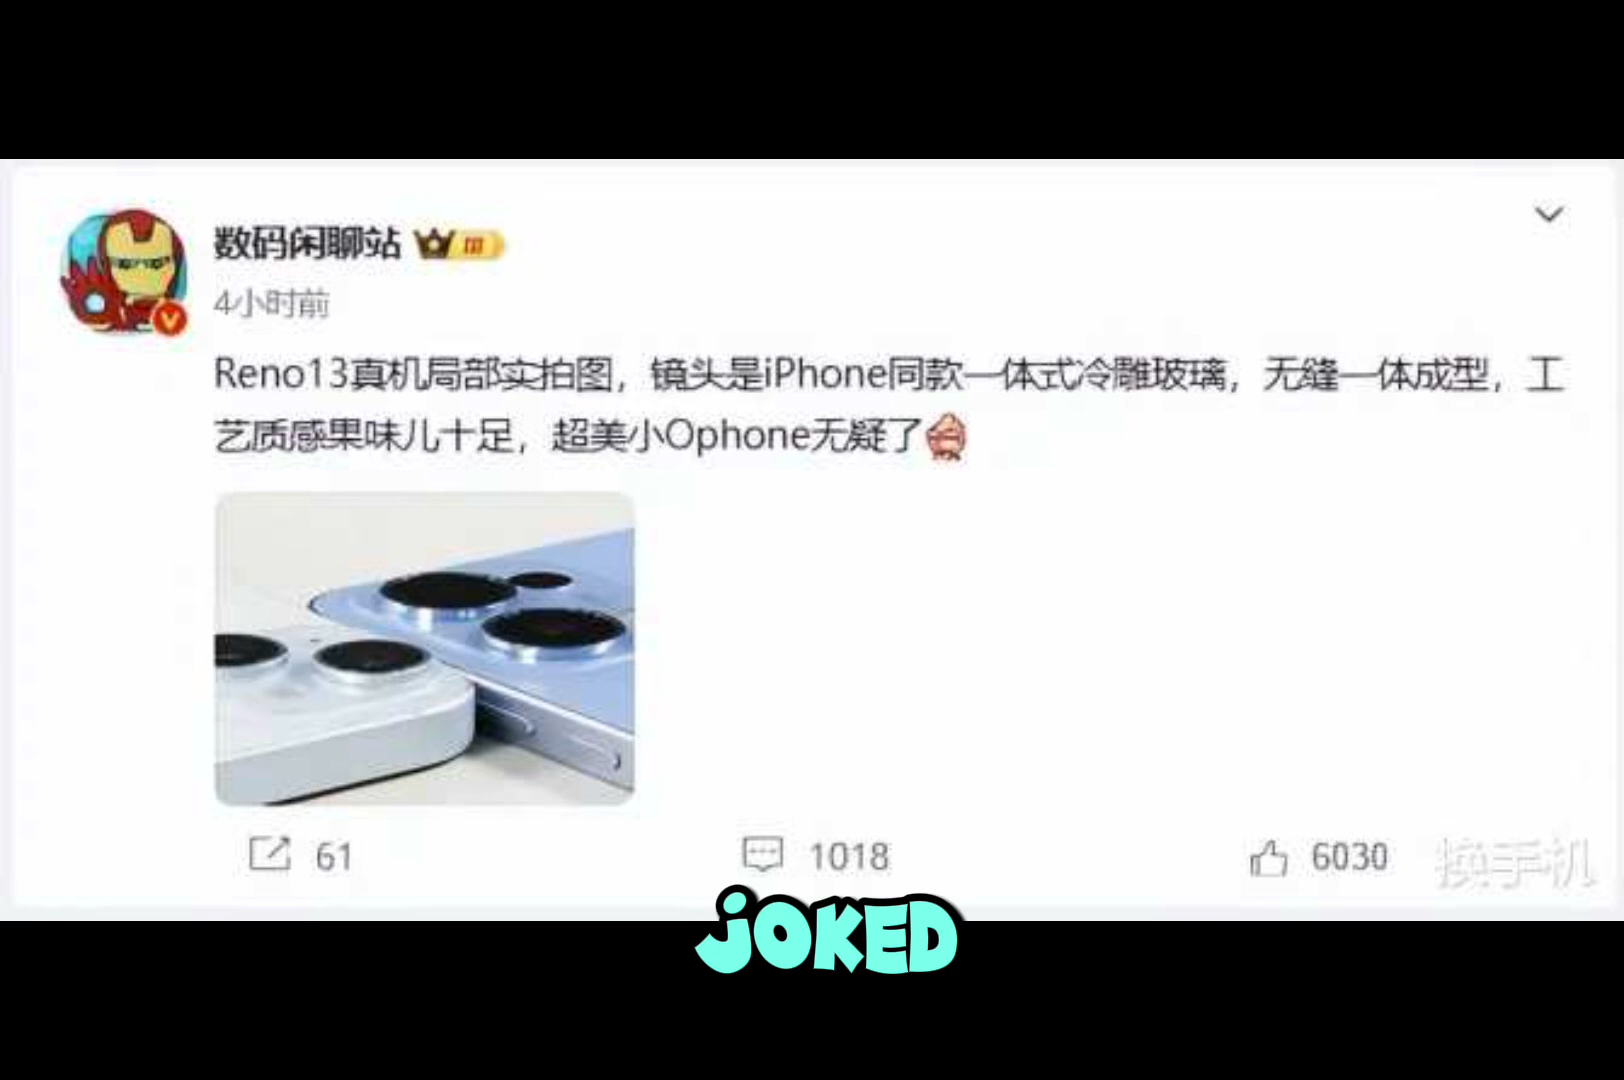 数码闲聊站 III
4小时前
Reno13真机局部实拍图，镜头是iPhone同款一体式冷雕玻璃，无缝一体成型，工
艺质感果味儿十足，超美小Ophone无疑了
61
1018
6030
换手机
JOKED